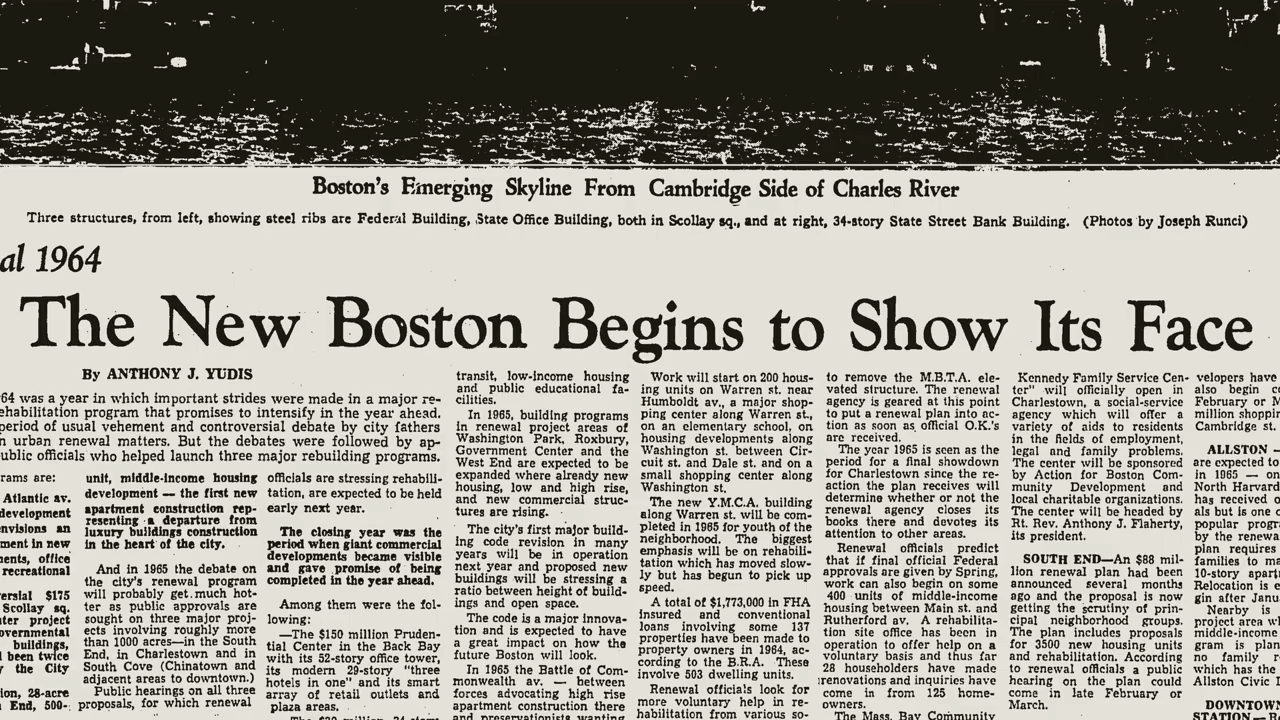 Boston's Emerging Skyline From Cambridge Side of Charles River
Three structures, from left, showing steel ribs are Federal Building, State Office Building, both in Scollay sq., and at right, 34-story State Street Bank Building. (Photos by Joseph Runci)
al 1964
The New Boston Begins to Show Its Face
By ANTHONY J. YUDIS
64 was a year in which important strides were made in a major re-
ehabilitation program that promises to intensify in the year ahead.
period of usual vehement and controversial debate by city fathers
n urban renewal matters. But the debates were followed by ap-
ublic officials who helped launch three major rebuilding programs.
rams are:
Atlantic av.
development
envisions an
ment in new
ments, office
recreational
versial $175
Scollay sq.
nter project
overnmental
buildings,
l been twice
y the City
ion, 28-acre
h End, 500-
unit, middle-income housing
development — the first new
apartment construction rep-
resenting a departure from
luxury buildings construction
in the heart of the city.
And in 1965 the debate on
the city's renewal program
will probably get much hot-
ter as public approvals are
sought on three major proj-
ects involving roughly more
than 1000 acres—in the South
End, in Charlestown and in
South Cove (Chinatown and
adjacent areas to downtown.)
Public hearings on all three
proposals, for which renewal
officials are stressing rehabili-
tation, are expected to be held
early next year.
The closing year was the
period when giant commercial
developments became visible
and gave promise of being
completed in the year ahead.
Among them were the fol-
lowing:
—The $150 million Pruden-
tial Center in the Back Bay
with its 52-story office tower,
its modern 29-story "three
hotels in one" and its smart
array of retail outlets and
plaza areas.
transit, low-income housing
and public educational fa-
cilities.
In 1965, building programs
in renewal project areas of
Washington Park, Roxbury,
Government Center and the
West End are expected to be
expanded where already new
housing, low and high rise,
and new commercial struc-
tures are rising.
The city's first major build-
ing code revision in many
years will be in operation
next year and proposed new
buildings will be stressing a
ratio between height of build-
ings and open space.
The code is a major innova-
tion and is expected to have
a great impact on how the
future Boston will look.
In 1965 the Battle of Com-
monwealth av. — between
forces advocating high rise
apartment construction there
and preservationists wanting
Work will start on 200 hous-
ing units on Warren st. near
Humboldt av., a major shop-
ping center along Warren st.,
on an elementary school, on
housing developments along
Washington st. between Cir-
cuit st. and Dale st. and on a
small shopping center along
Washington st.
The new Y.M.C.A. building
along Warren st. will be com-
pleted in 1965 for youth of the
neighborhood. The biggest
emphasis will be on rehabili-
tation which has moved slow-
ly but has begun to pick up
speed.
A total of $1,773,000 in FHA
insured and conventional
loans involving some 137
properties have been made to
property owners in 1964, ac-
cording to the B.R.A. These
involve 503 dwelling units.
Renewal officials look for
more voluntary help in re-
habilitation from various so-
to remove the M.B.T.A. ele-
vated structure. The renewal
agency is geared at this point
to put a renewal plan into ac-
tion as soon as official O.K.'s
are received.
The year 1965 is seen as the
period for a final showdown
for Charlestown since the re-
action the plan receives will
determine whether or not the
renewal agency closes its
books there and devotes its
attention to other areas.
Renewal officials predict
that if final official Federal
approvals are given by Spring,
work can also begin on some
400 units of middle-income
housing between Main st. and
Rutherford av. A rehabilita-
tion site office has been in
operation to offer help on a
voluntary basis and thus far
28 householders have made
renovations and inquiries have
come in from 125 home-
owners.
The Mass. Bay Community
Kennedy Family Service Cen-
ter" will officially open in
Charlestown, a social-service
agency which will offer a
variety of aids to residents
in the fields of employment,
legal and family problems.
The center will be sponsored
by Action for Boston Com-
munity Development and
local charitable organizations.
The center will be headed by
Rt. Rev. Anthony J. Flaherty,
its president.
SOUTH END—An $88 mil-
lion renewal plan had been
announced several months
ago and the proposal is now
getting the scrutiny of prin-
cipal neighborhood groups.
The plan includes proposals
for 3500 new housing units
and rehabilitation. According
to renewal officials a public
hearing on the plan could
come in late February or
March.
velopers have
also begin co
February or M
million shoppin
Cambridge st.
ALLSTON —
are expected to
in 1965 — on
North Harvard
has received o
als but is one o
popular progr
by the renewa
plan requires
families to ma
10-story apart
Relocation is e
gin after Janu
Nearby is
project area wh
middle-income
gram is no
family n
which has the
Allston Civic I
DOWNTOWN
STATION—